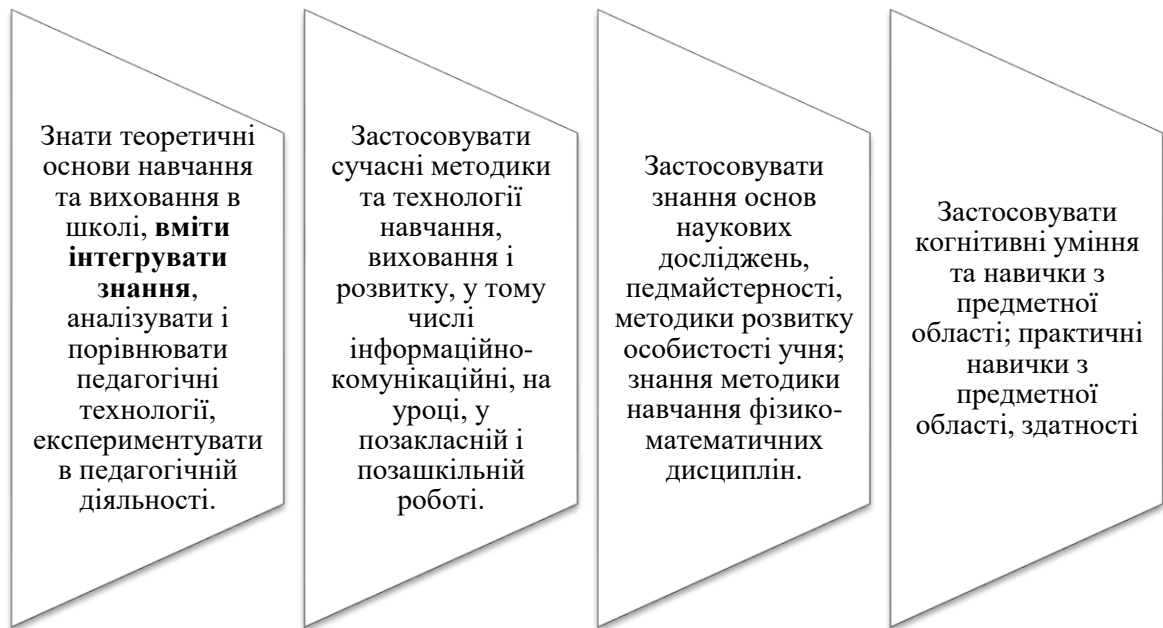 Знати теоретичні
основи навчання
та виховання в
школі, вміти
інтегрувати
знання,
аналізувати і
порівнювати
педагогічні
технології,
експериментувати
в педагогічній
діяльності.
Застосовувати
сучасні методики
та технології
навчання,
виховання і
розвитку, у тому
числі
інформаційно-
комунікаційні, на
уроці, у
позакласній і
позашкільній
роботі.
Застосовувати
знання основ
наукових
досліджень,
педмайстерності,
методики розвитку
особистості учня;
знання методики
навчання фізико-
математичних
дисциплін.
Застосовувати
когнітивні уміння
та навички з
предметної
області; практичні
навички з
предметної
області, здатності